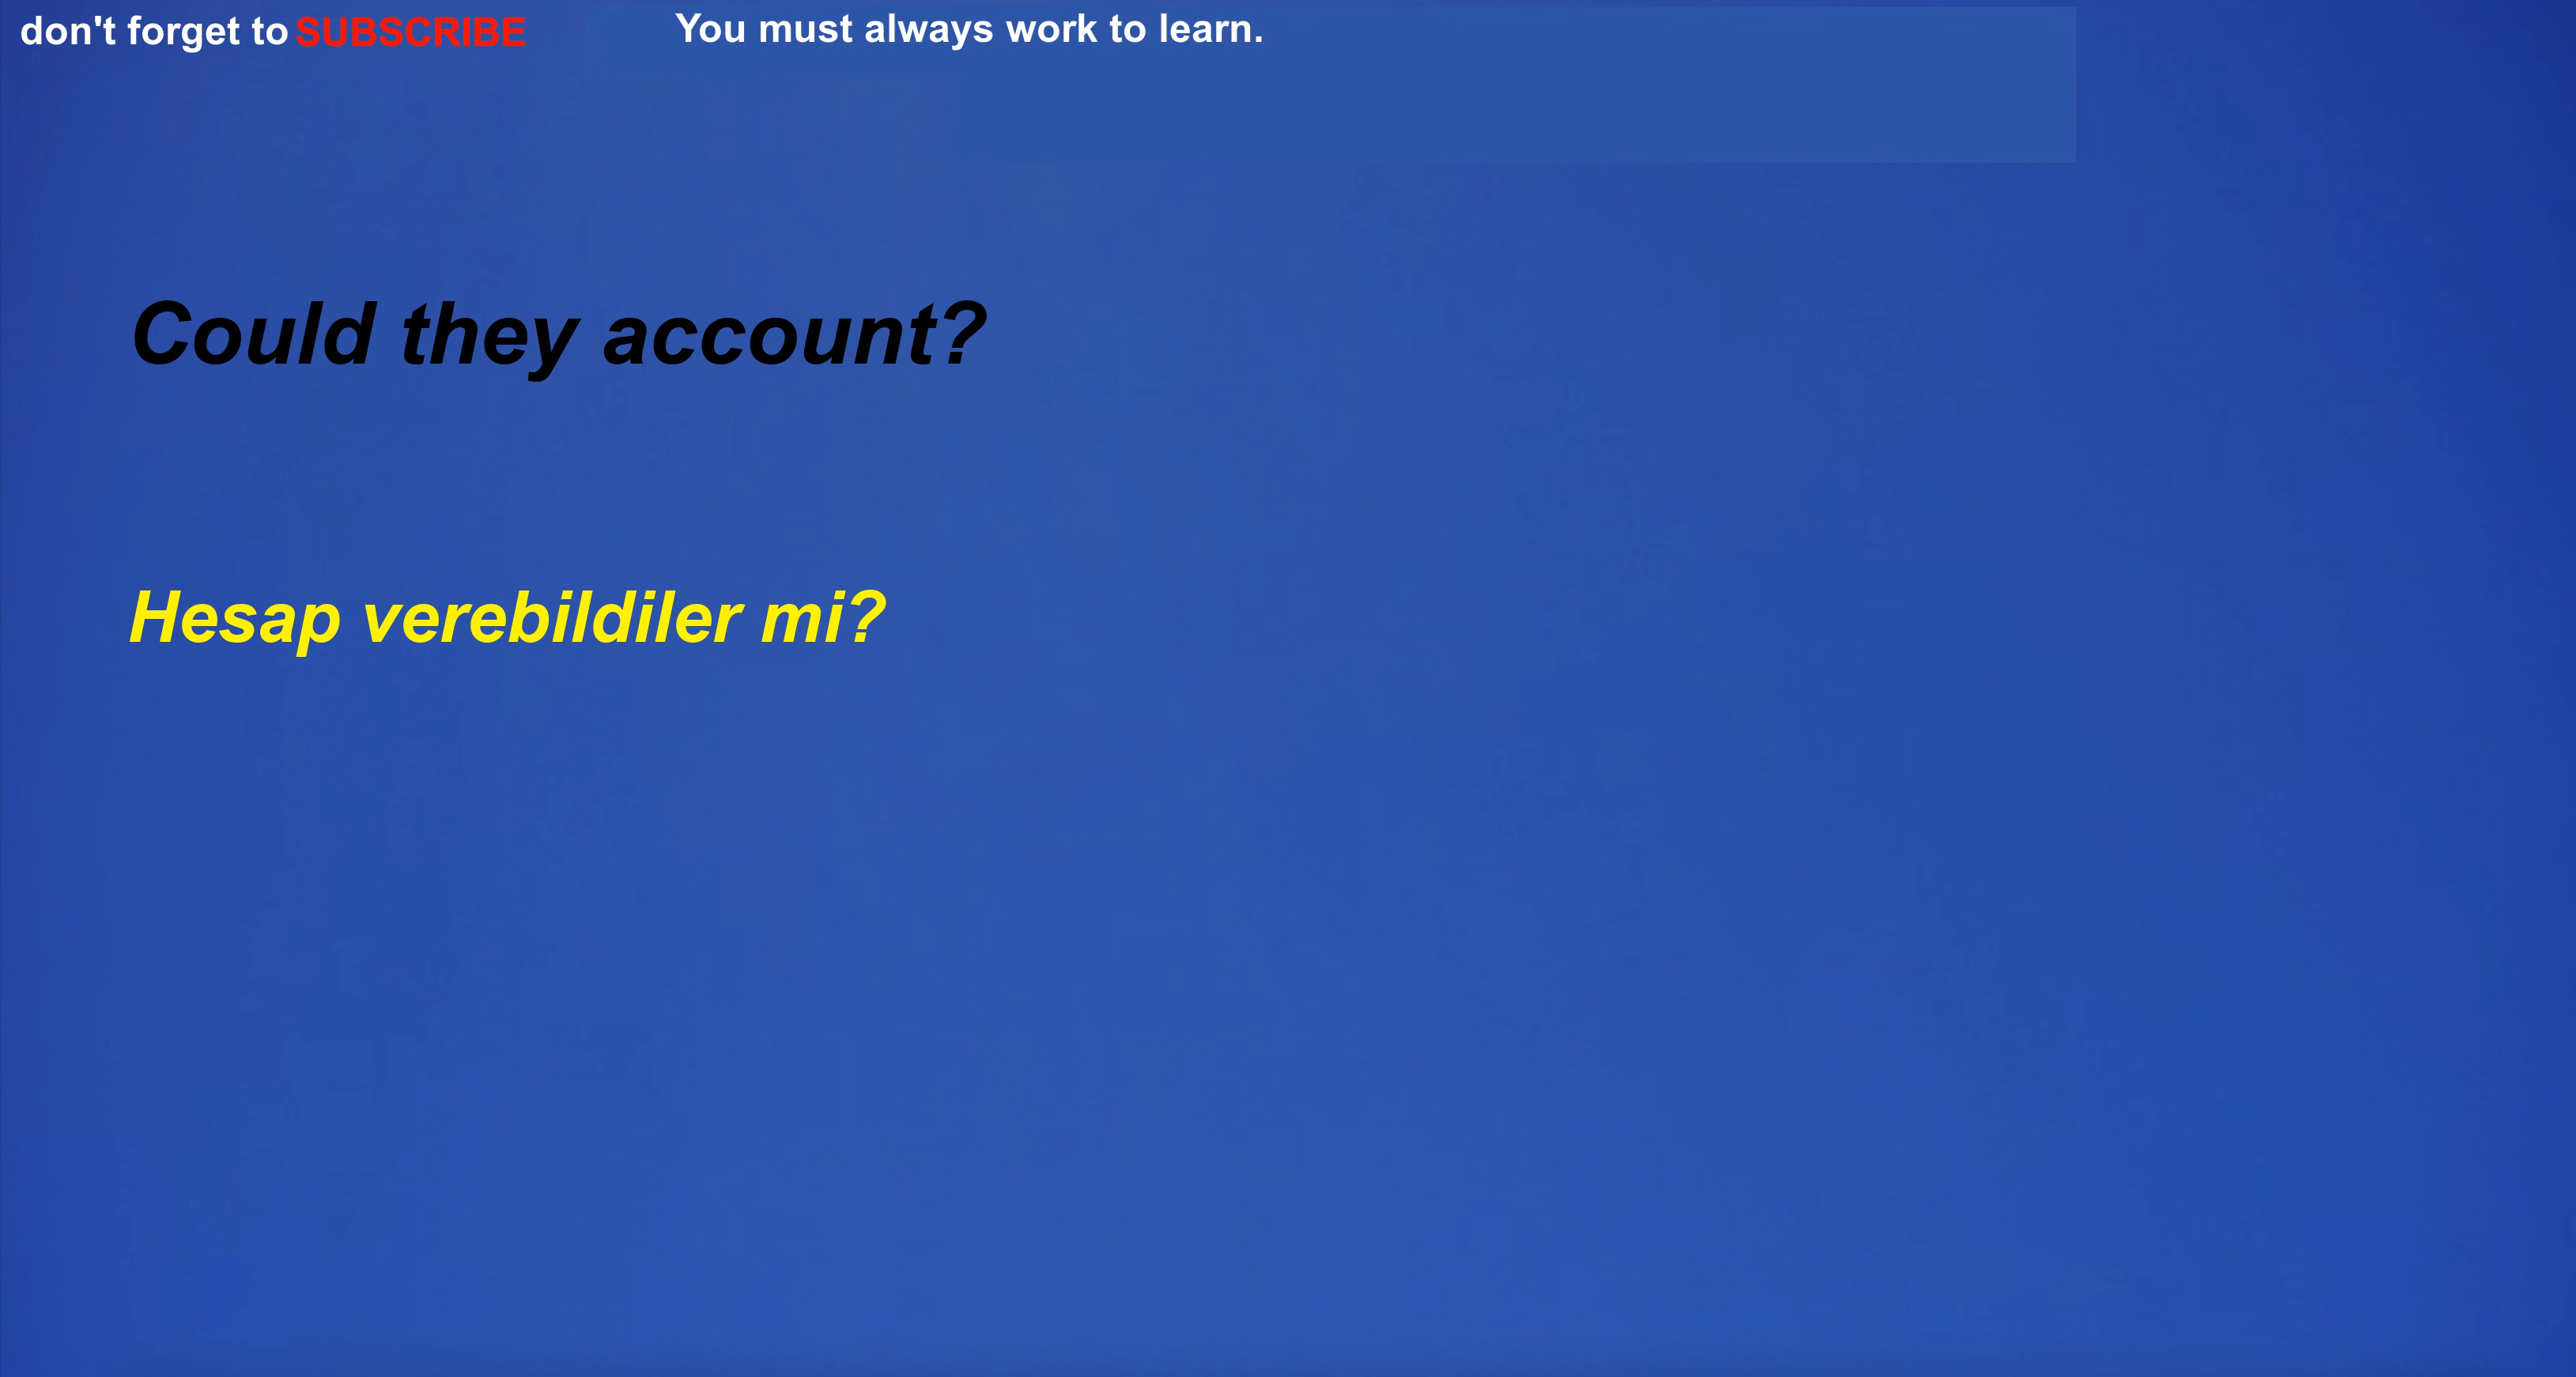 don't forget to SUBSCRIBE You must always work to learn.
Could they account?
Hesap verebildiler mi?